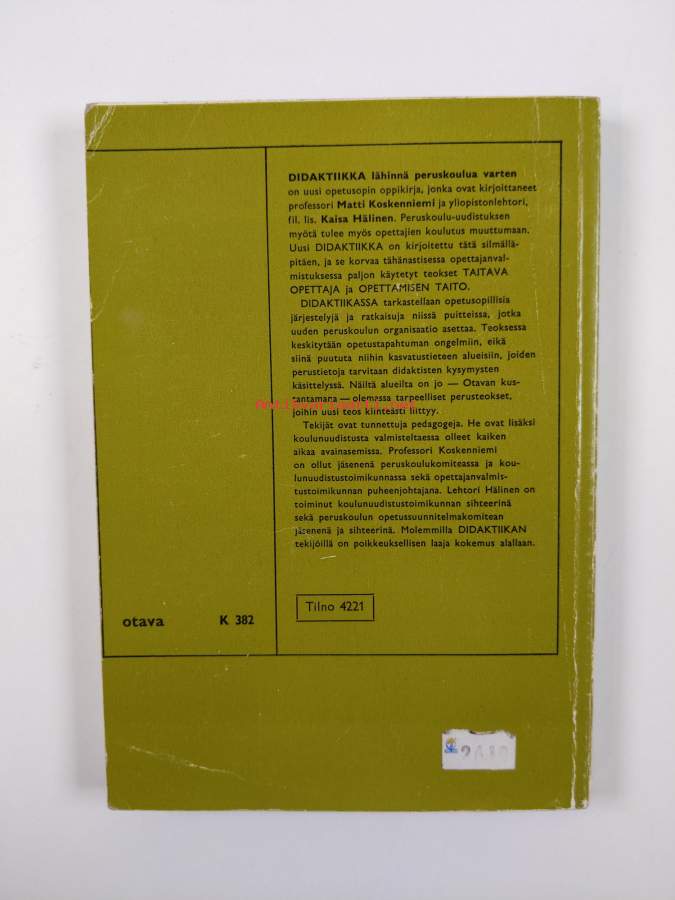 DIDAKTIIKKA lähinnä peruskoulua varten
on uusi opetusopin oppikirja, jonka ovat kirjoittaneet
professori Matti Koskenniemi ja yliopistonlehtori,
fil. lis. Kaisa Hälinen. Peruskoulu-uudistuksen
myötä tulee myös opettajien koulutus muuttumaan.
Uusi DIDAKTIIKKA on kirjoitettu tätä silmällä-
pitäen, ja se korvaa tähänastisessa opettajanval-
mistuksessa paljon käytetyt teokset TAITAVA
OPETTAJA ja OPETTAMISEN TAITO.
DIDAKTIIKASSA tarkastellaan opetusopillisia
järjestelyjä ja ratkaisuja niissä puitteissa, jotka
uuden peruskoulun organisaatio asettaa. Teoksessa
keskitytään opetustapahtuman ongelmiin, eikä
siinä puututa niihin kasvatustieteen alueisiin, joiden
perustietoja tarvitaan didaktisten kysymysten
käsittelyssä. Näiltä alueilta on jo — Otavan kus-
tantamana — olemassa tarpeelliset perusteokset,
joihin uusi teos kiinteästi liittyy.
Tekijät ovat tunnettuja pedagogeja. He ovat lisäksi
koulunuudistusta valmisteltaessa olleet kaiken
aikaa avainasemissa. Professori Koskenniemi
on ollut jäsenenä peruskoulukomiteassa ja kou-
lunuudistustoimikunnassa sekä opettajanvalmis-
tustoimikunnan puheenjohtajana. Lehtori Hälinen on
toiminut koulunuudistustoimikunnan sihteerinä
sekä peruskoulun opetussuunnitelmakomitean
jäsenenä ja sihteerinä. Molemmilla DIDAKTIIKAN
tekijöillä on poikkeuksellisen laaja kokemus alallaan.
Tilno 4221
otava K 382